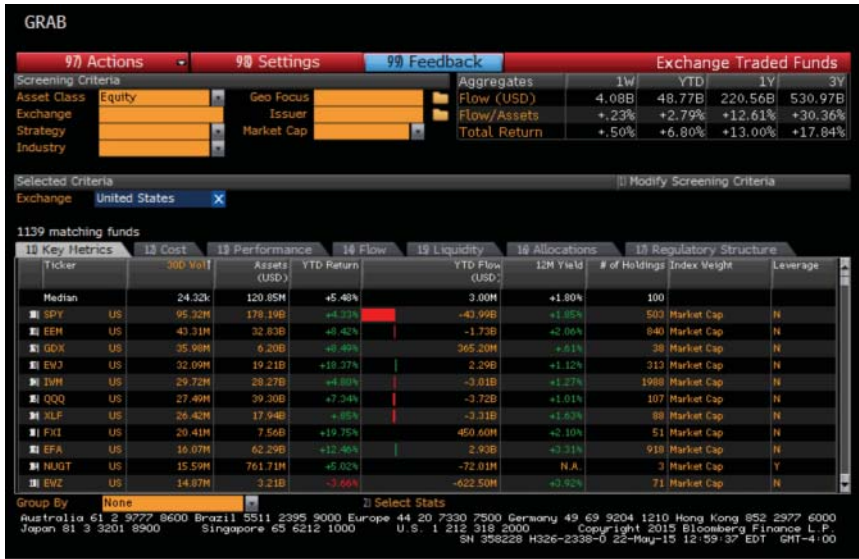 GRAB
97) Actions 98) Settings 99) Feedback Exchange Traded Funds
Screening Criteria Aggregates 1W YTD 1Y 3Y
Asset Class Equity Geo Focus Flow (USD) 4.08B 48.77B 220.56B 530.97B
Exchange Issuer Flow/Assets +.23% +2.79% +12.61% +30.36%
Strategy Market Cap Total Return +.50% +6.80% +13.00% +17.84%
Industry
Selected Criteria Modify Screening Criteria
Exchange United States X
1139 matching funds
Key Metrics Cost Performance Flow Liquidity Allocations Regulatory Structure
Ticker 30D Vol Assets YTD Return YTD Flow 12M Yield # of Holdings Index Weight Leverage
(USD) (USD)
Median 24.32k 120.85M +5.48% 3.00M +1.80% 100
SPY US 95.32M 178.19B +4.33% -43.99B +1.85% 503 Market Cap N
EEM US 43.31M 32.83B +8.42% -1.73B +2.06% 840 Market Cap N
GDX US 35.98M 6.20B +8.49% 365.20M +.61% 38 Market Cap N
EWJ US 32.09M 19.21B +18.37% 2.29B +1.12% 313 Market Cap N
IWM US 29.72M 28.27B +4.80% -3.01B +1.27% 1988 Market Cap N
QQQ US 27.49M 39.30B +7.34% -3.72B +1.01% 107 Market Cap N
XLF US 26.42M 17.94B +.85% -3.31B +1.63% 88 Market Cap N
FXI US 20.41M 7.56B +19.75% 450.60M +2.10% 51 Market Cap N
EFA US 16.07M 62.29B +12.46% 2.93B +3.31% 918 Market Cap N
NUGT US 15.59M 761.71M +5.02% -72.01M N.A. 3 Market Cap Y
EWZ US 14.87M 3.21B -3.66% -622.50M +3.92% 71 Market Cap N
Group By None 2) Select Stats
Australia 61 2 9777 8600 Brazil 5511 2395 9000 Europe 44 20 7330 7500 Germany 49 69 9204 1210 Hong Kong 852 2977 6000
Japan 81 3 3201 8900 Singapore 65 6212 1000 U.S. 1 212 318 2000 Copyright 2015 Bloomberg Finance L.P.
SN 358228 H326-2338-0 22-May-15 12:59:37 EDT GMT-4:00